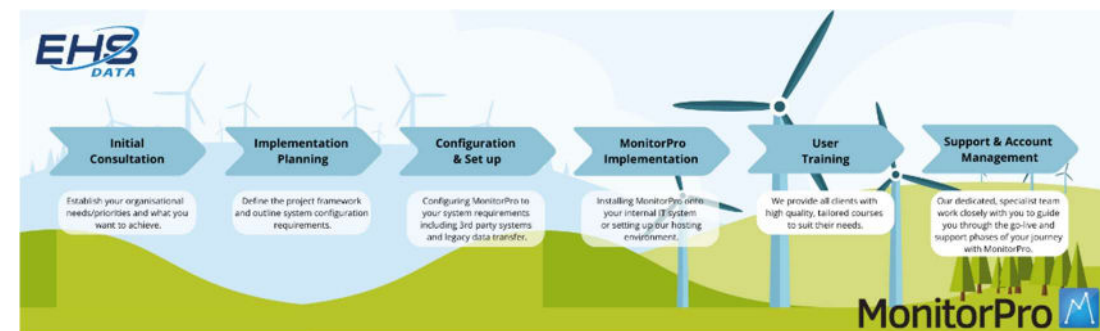 EHS
DATA
Initial
Consultation
Establish your organisational
needs/priorities and what you
want to achieve.
Implementation
Planning
Define the project framework
and outline system configuration
requirements.
Configuration
& Set up
Configuring MonitorPro to
your system requirements
including 3rd party systems
and legacy data transfer.
MonitorPro
Implementation
Installing MonitorPro onto
your internal IT system
or setting up our hosting
environment.
User
Training
We provide all clients with
high quality, tailored courses
to suit their needs.
Support & Account
Management
Our dedicated, specialist team
work closely with you to guide
you through the go-live and
support phases of your journey
with MonitorPro.
MonitorPro